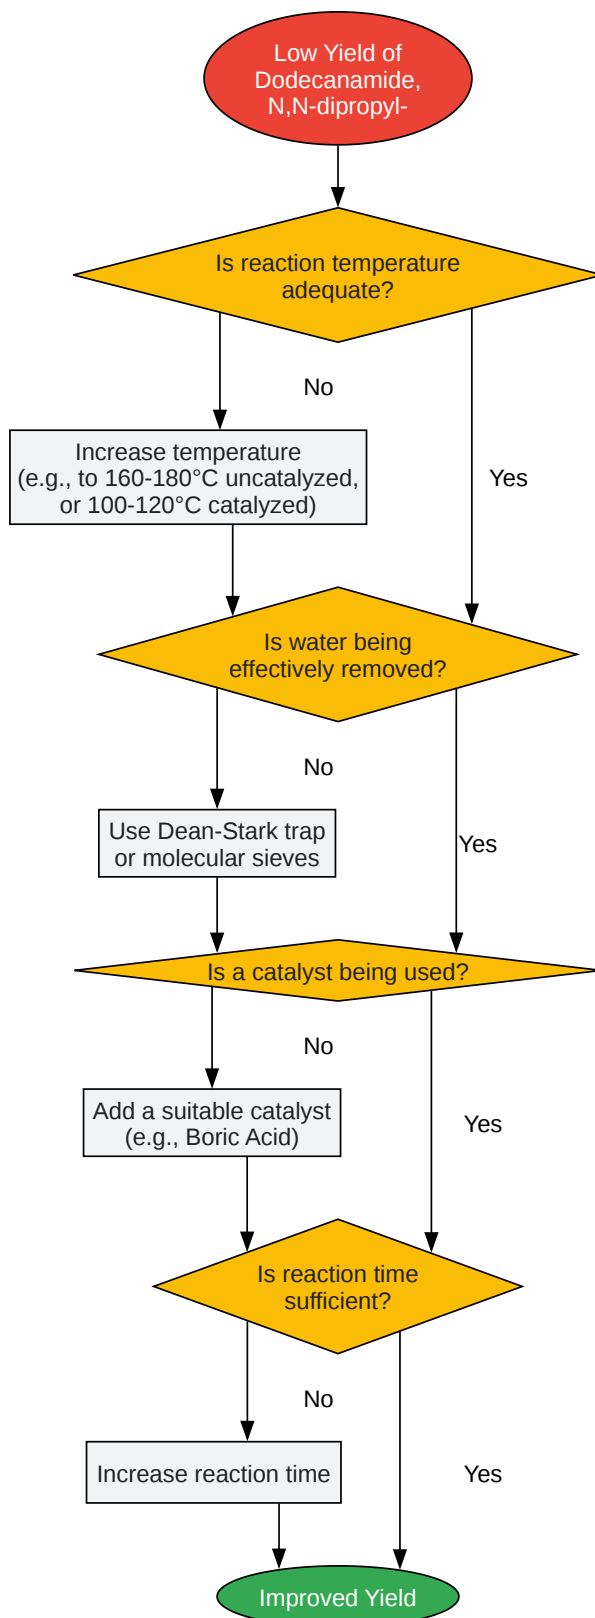 Low Yield of
Dodecanamide,
N,N-dipropyl-
Is reaction temperature
adequate?
No
Increase temperature
(e.g., to 160-180°C uncatalyzed,
or 100-120°C catalyzed)
Yes
Is water being
effectively removed?
No
Use Dean-Stark trap
or molecular sieves
Yes
Is a catalyst being used?
No
Add a suitable catalyst
(e.g., Boric Acid)
Yes
Is reaction time
sufficient?
No
Increase reaction time
Yes
Improved Yield